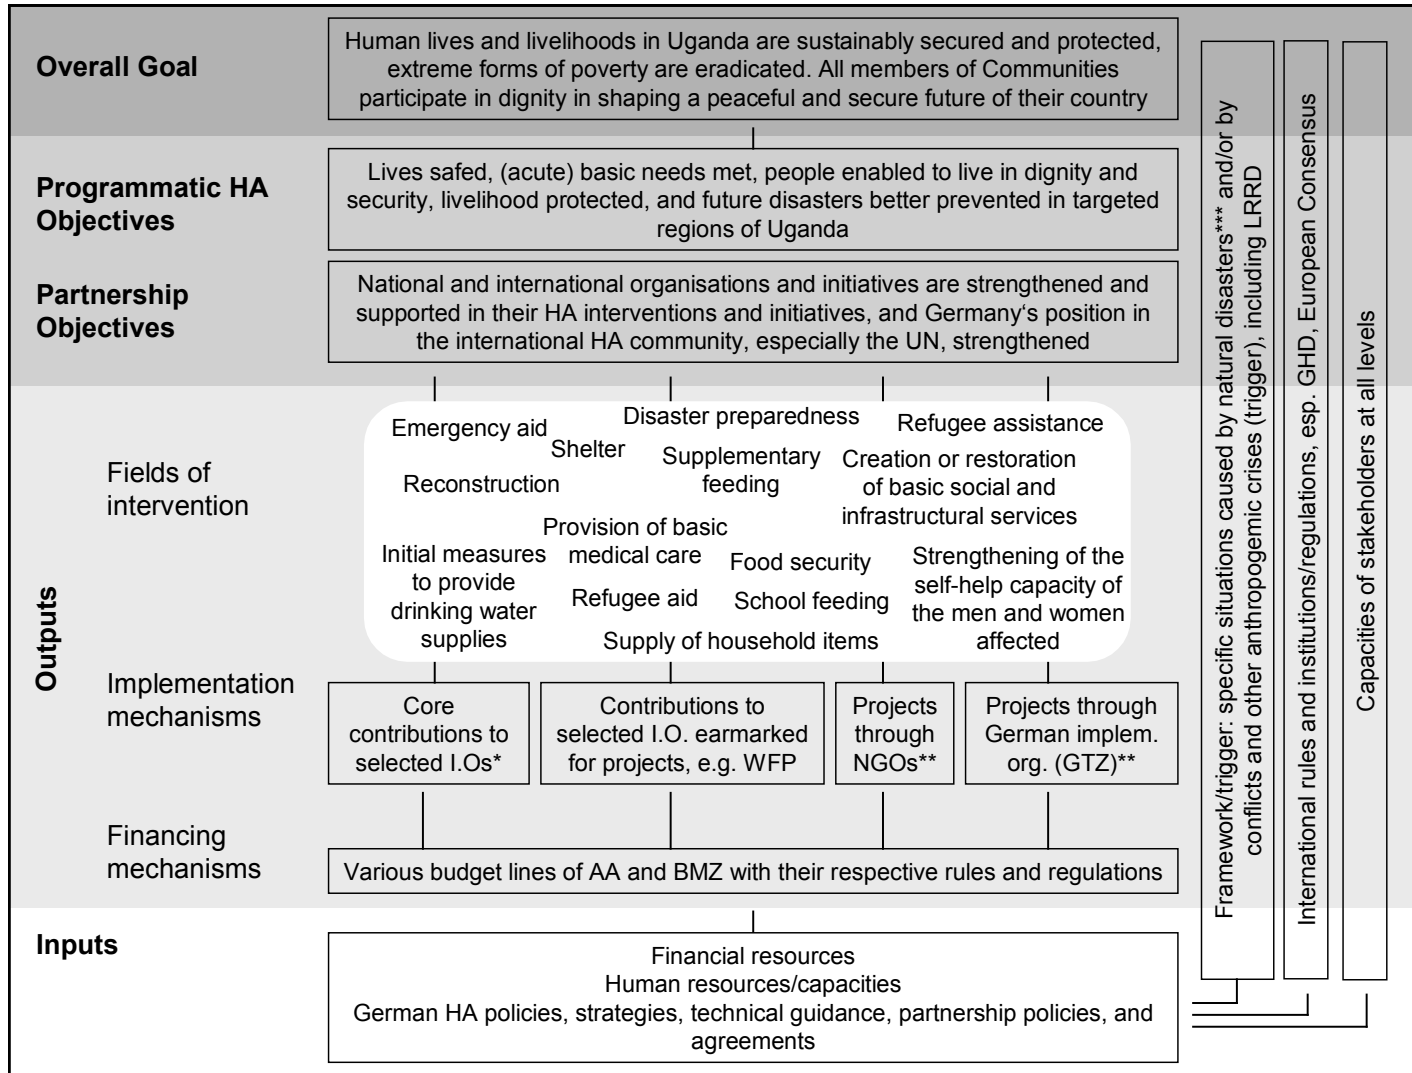 Overall Goal
Human lives and livelihoods in Uganda are sustainably secured and protected,
extreme forms of poverty are eradicated. All members of Communities
participate in dignity in shaping a peaceful and secure future of their country
Programmatic HA
Objectives
Lives safed, (acute) basic needs met, people enabled to live in dignity and
security, livelihood protected, and future disasters better prevented in targeted
regions of Uganda
Partnership
Objectives
National and international organisations and initiatives are strengthened and
supported in their HA interventions and initiatives, and Germany‘s position in
the international HA community, especially the UN, strengthened
Outputs
Fields of
intervention
Emergency aid
Disaster preparedness
Refugee assistance
Shelter
Reconstruction
Supplementary
feeding
Creation or restoration
of basic social and
infrastructural services
Provision of basic
medical care
Initial measures
to provide
drinking water
supplies
Food security
Strengthening of the
self-help capacity of
the men and women
affected
Refugee aid
School feeding
Supply of household items
Implementation
mechanisms
Core
contributions to
selected I.Os*
Contributions to
selected I.O. earmarked
for projects, e.g. WFP
Projects
through
NGOs**
Projects through
German implem.
org. (GTZ)**
Financing
mechanisms
Various budget lines of AA and BMZ with their respective rules and regulations
Inputs
Financial resources
Human resources/capacities
German HA policies, strategies, technical guidance, partnership policies, and
agreements
Framework/trigger: specific situations caused by natural disasters*** and/or by
conflicts and other anthropogemic crises (trigger), including LRRD
International rules and institutions/regulations, esp. GHD, European Consensus
Capacities of stakeholders at all levels